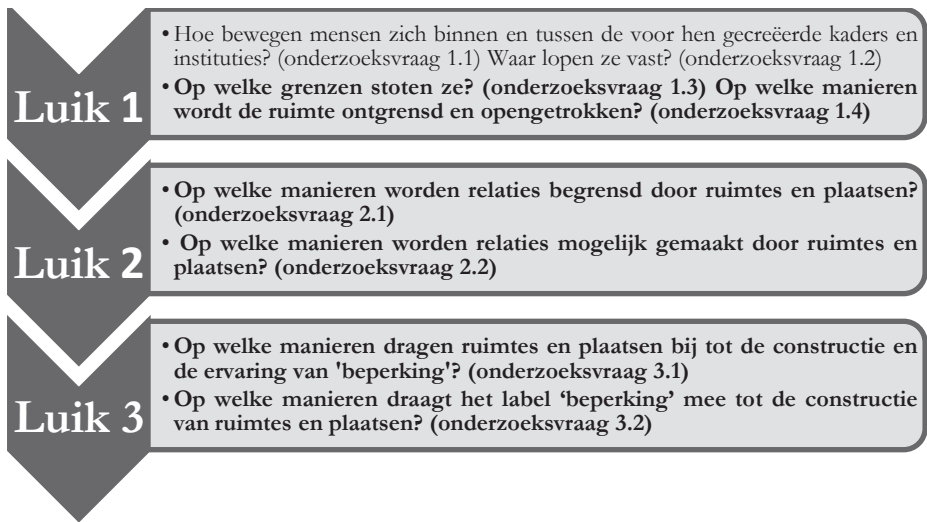 Luik 1
• Hoe bewegen mensen zich binnen en tussen de voor hen gecreëerde kaders en
instituties? (onderzoeksvraag 1.1) Waar lopen ze vast? (onderzoeksvraag 1.2)
• Op welke grenzen stoten ze? (onderzoeksvraag 1.3) Op welke manieren
wordt de ruimte ontgrensd en opengetrokken? (onderzoeksvraag 1.4)
Luik 2
• Op welke manieren worden relaties begrensd door ruimtes en plaatsen?
(onderzoeksvraag 2.1)
• Op welke manieren worden relaties mogelijk gemaakt door ruimtes en
plaatsen? (onderzoeksvraag 2.2)
Luik 3
• Op welke manieren dragen ruimtes en plaatsen bij tot de constructie en
de ervaring van 'beperking'? (onderzoeksvraag 3.1)
• Op welke manieren draagt het label ‘beperking’ mee tot de constructie
van ruimtes en plaatsen? (onderzoeksvraag 3.2)